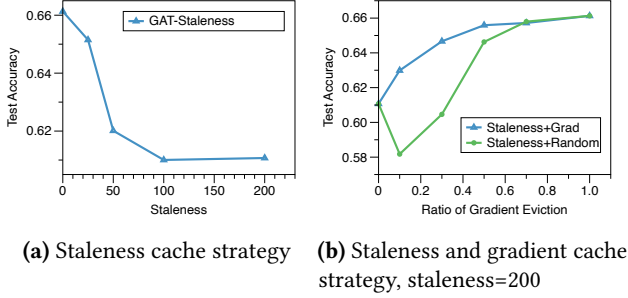 0.66
0.64
0.62
Test Accuracy
GAT-Staleness
0
50
100
150
200
Staleness
(a) Staleness cache strategy
0.66
0.64
0.62
0.60
0.58
Test Accuracy
Staleness+Grad
Staleness+Random
0
0.2
0.4
0.6
0.8
1.0
Ratio of Gradient Eviction
(b) Staleness and gradient cache
strategy, staleness=200